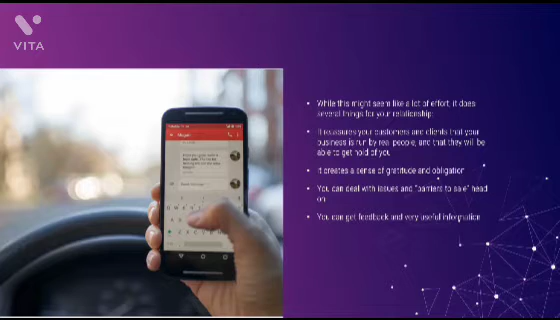 VITA
While this might seem like a lot of effort, it does
several things for your relationship:
It reassures your customers and clients that your
business is run by real people, and that they will be
able to get hold of you
It creates a sense of gratitude and obligation
You can deal with issues and "barriers to sale" head
on
You can get feedback and very useful information